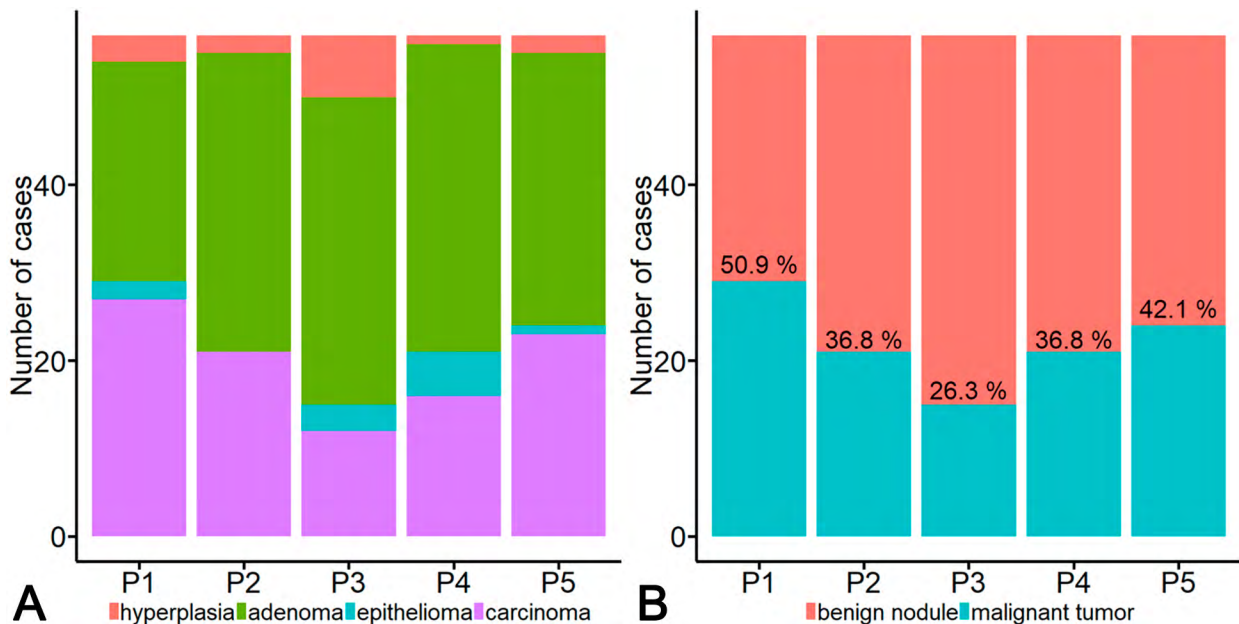 Number of cases
40
20
0
P1 P2 P3 P4 P5
A
hyperplasia adenoma epithelioma carcinoma
Number of cases
40
20
0
50.9 %
36.8 %
26.3 %
36.8 %
42.1 %
P1 P2 P3 P4 P5
B
benign nodule malignant tumor